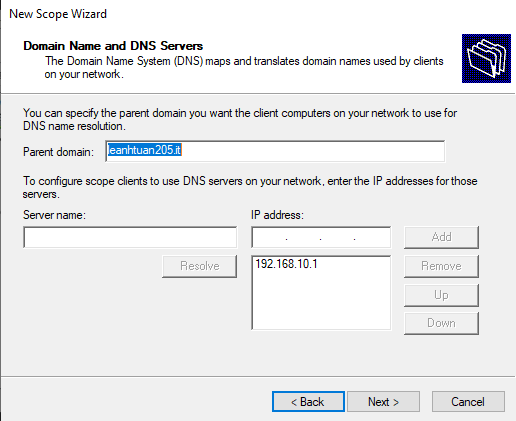 New Scope Wizard
Domain Name and DNS Servers
The Domain Name System (DNS) maps and translates domain names used by clients
on your network.
You can specify the parent domain you want the client computers on your network to use for
DNS name resolution.
Parent domain: leanhtuan205.it
To configure scope clients to use DNS servers on your network, enter the IP addresses for those
servers.
Server name: IP address:
. . . Add
Resolve 192.168.10.1 Remove
Up
Down
< Back Next > Cancel